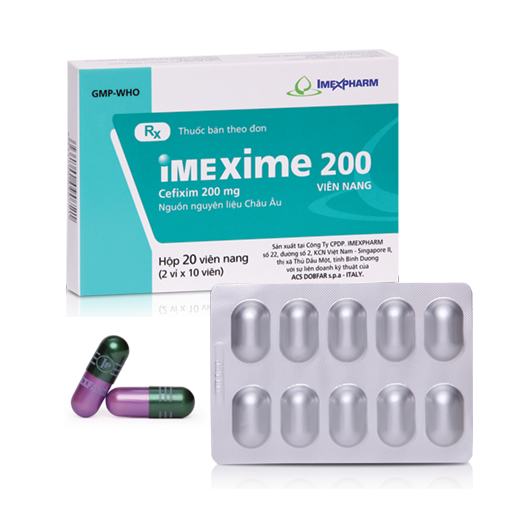 IMEXPHARM
GMP-WHO
Rx Thuốc bán theo đơn
iMEXime 200
Cefixim 200 mg
VIÊN NANG
Nguồn nguyên liệu Châu Âu
Hộp 20 viên nang
(2 vỉ x 10 viên)
Sản xuất tại Công Ty CPDP. IMEXPHARM
số 22, đường số 2, KCN Việt Nam - Singapore II,
thị xã Thủ Dầu Một, tỉnh Bình Dương
với sự liên doanh kỹ thuật của
ACS DOBFAR s.p.a - ITALY.